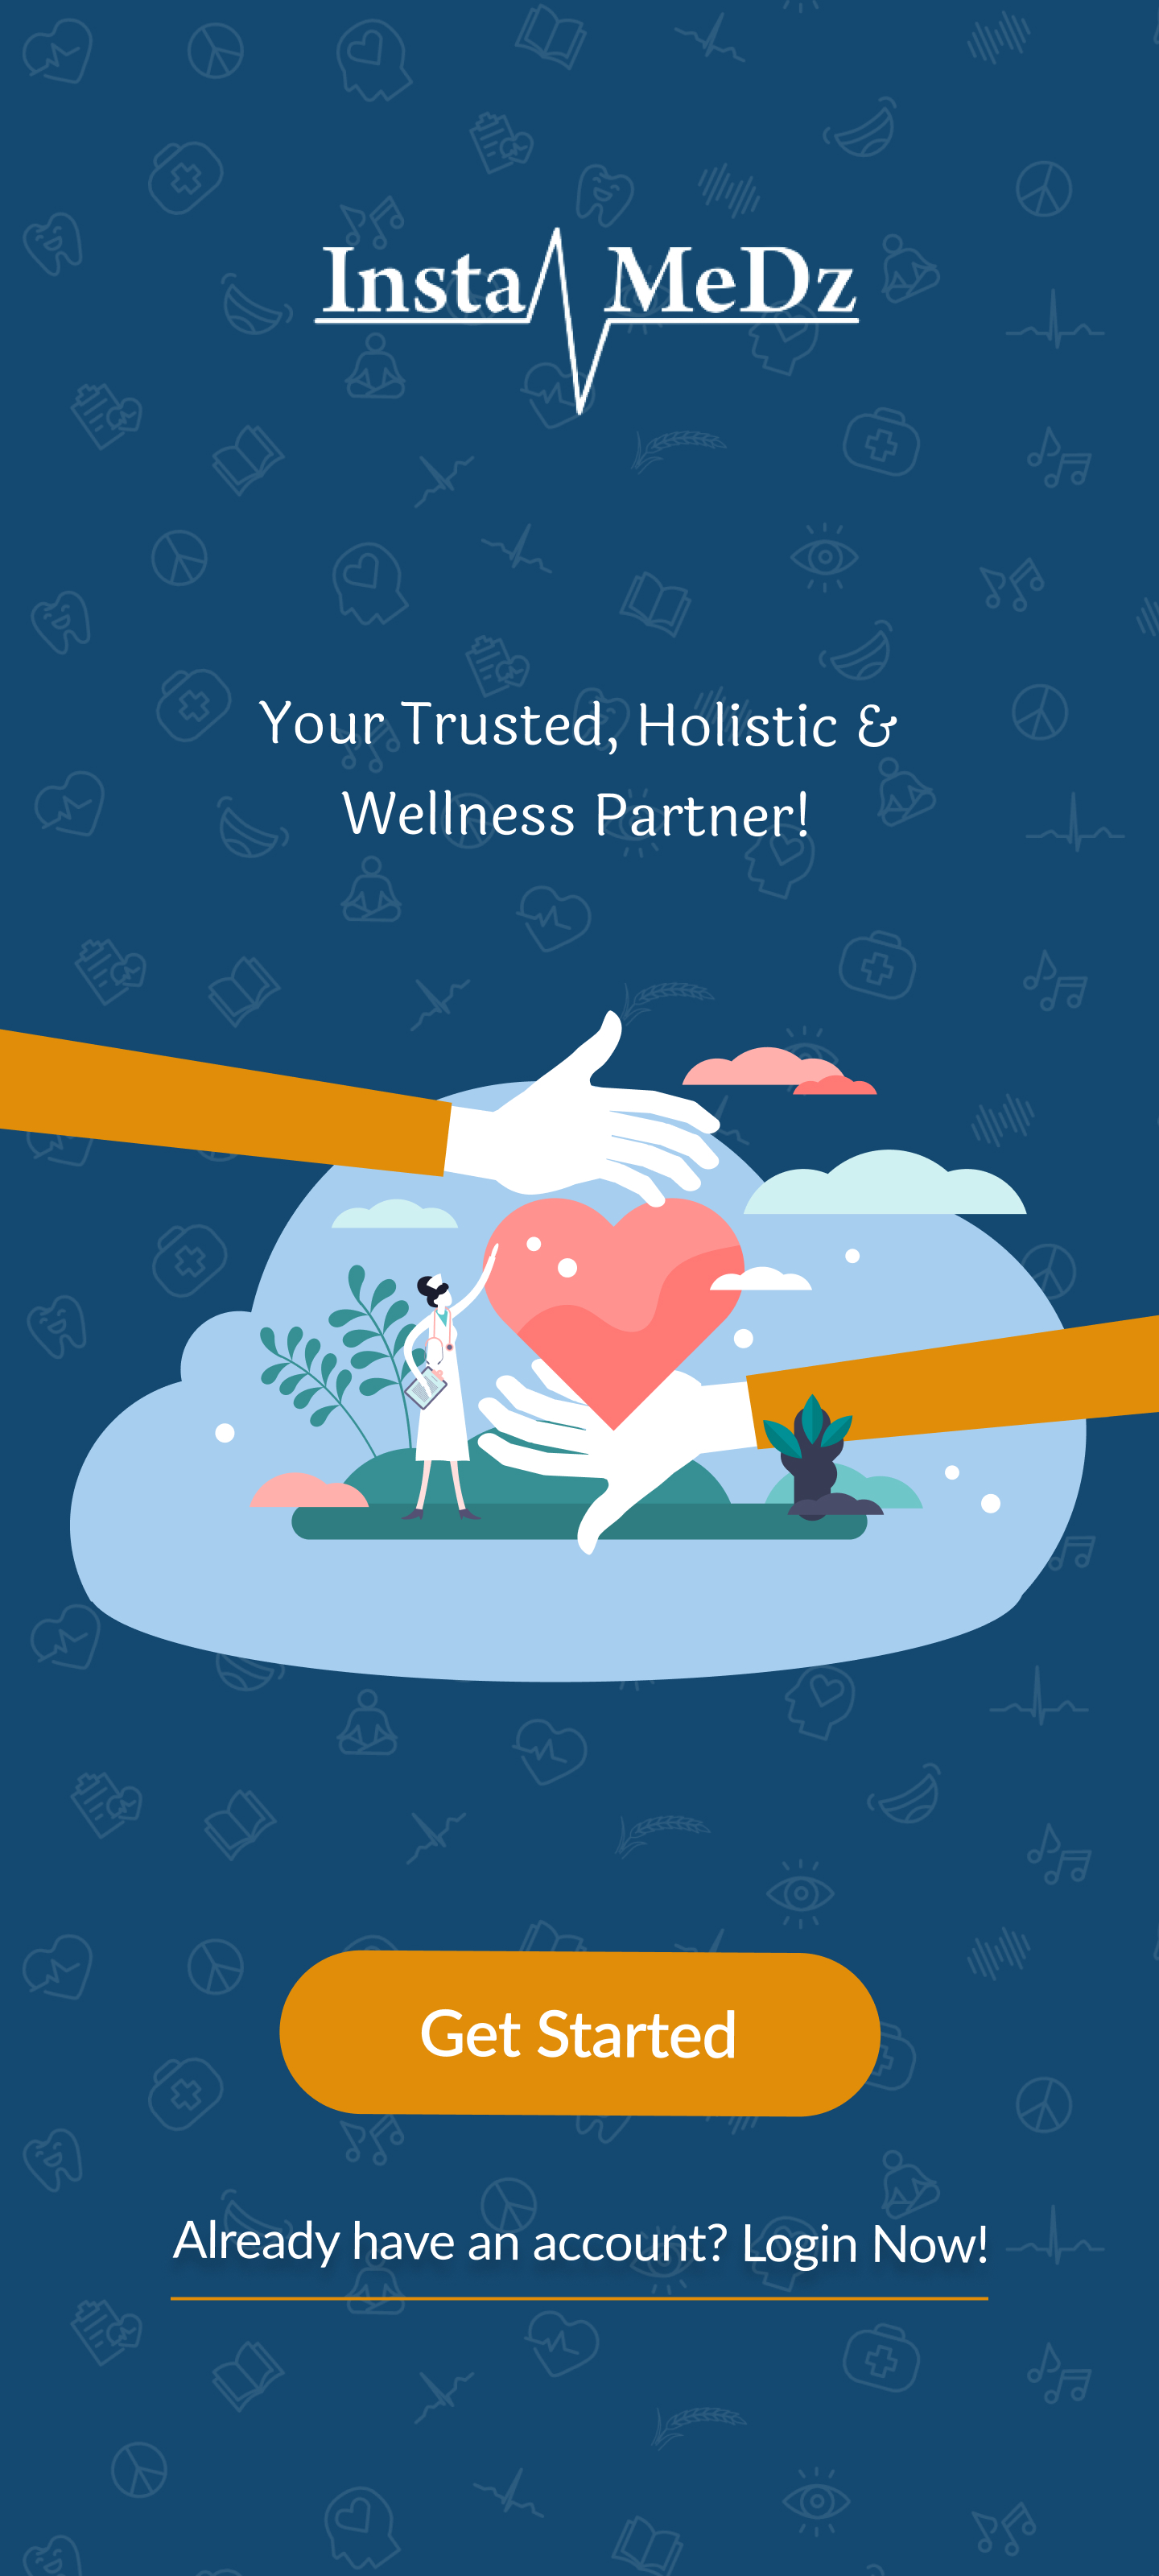 Insta MeDz
Your Trusted, Holistic &
Wellness Partner!
Get Started
Already have an account? Login Now!